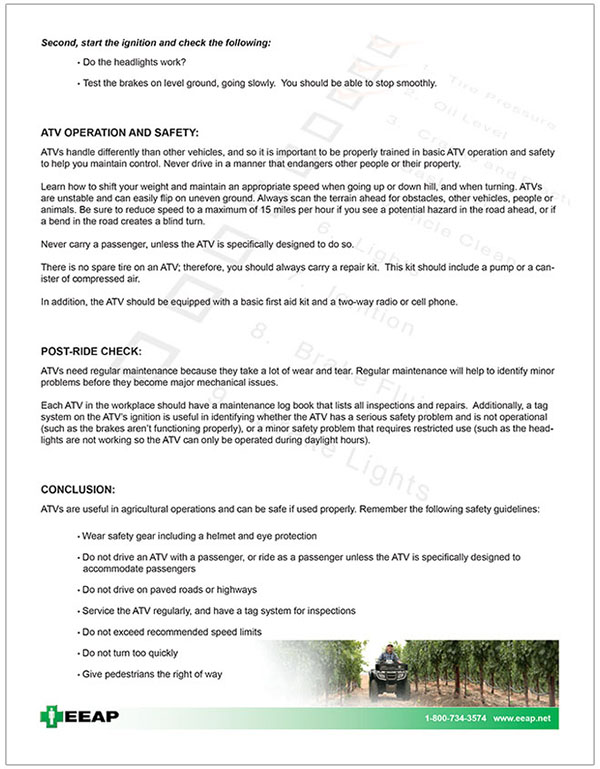 Second, start the ignition and check the following:
• Do the headlights work?
• Test the brakes on level ground, going slowly.  You should be able to stop smoothly.
ATV OPERATION AND SAFETY:
ATVs handle differently than other vehicles, and so it is important to be properly trained in basic ATV operation and safety
to help you maintain control. Never drive in a manner that endangers other people or their property.
Learn how to shift your weight and maintain an appropriate speed when going up or down hill, and when turning. ATVs
are unstable and can easily flip on uneven ground. Always scan the terrain ahead for obstacles, other vehicles, people or
animals. Be sure to reduce speed to a maximum of 15 miles per hour if you see a potential hazard in the road ahead, or if
a bend in the road creates a blind turn.
Never carry a passenger, unless the ATV is specifically designed to do so.
There is no spare tire on an ATV; therefore, you should always carry a repair kit.  This kit should include a pump or a can-
ister of compressed air.
In addition, the ATV should be equipped with a basic first aid kit and a two-way radio or cell phone.
POST-RIDE CHECK:
ATVs need regular maintenance because they take a lot of wear and tear. Regular maintenance will help to identify minor
problems before they become major mechanical issues.
Each ATV in the workplace should have a maintenance log book that lists all inspections and repairs.  Additionally, a tag
system on the ATV's ignition is useful in identifying whether the ATV has a serious safety problem and is not operational
(such as the brakes aren't functioning properly), or a minor safety problem that requires restricted use (such as the head-
lights are not working so the ATV can only be operated during daylight hours).
CONCLUSION:
ATVs are useful in agricultural operations and can be safe if used properly. Remember the following safety guidelines:
• Wear safety gear including a helmet and eye protection
• Do not drive an ATV with a passenger, or ride as a passenger unless the ATV is specifically designed to
accommodate passengers
• Do not drive on paved roads or highways
• Service the ATV regularly, and have a tag system for inspections
• Do not exceed recommended speed limits
• Do not turn too quickly
• Give pedestrians the right of way
EEAP
1-800-734-3574  www.eeap.net
1. Tire Pressure
2. Oil Level
6. Lights
7. Ignition
8. Brake Fluid
Lights